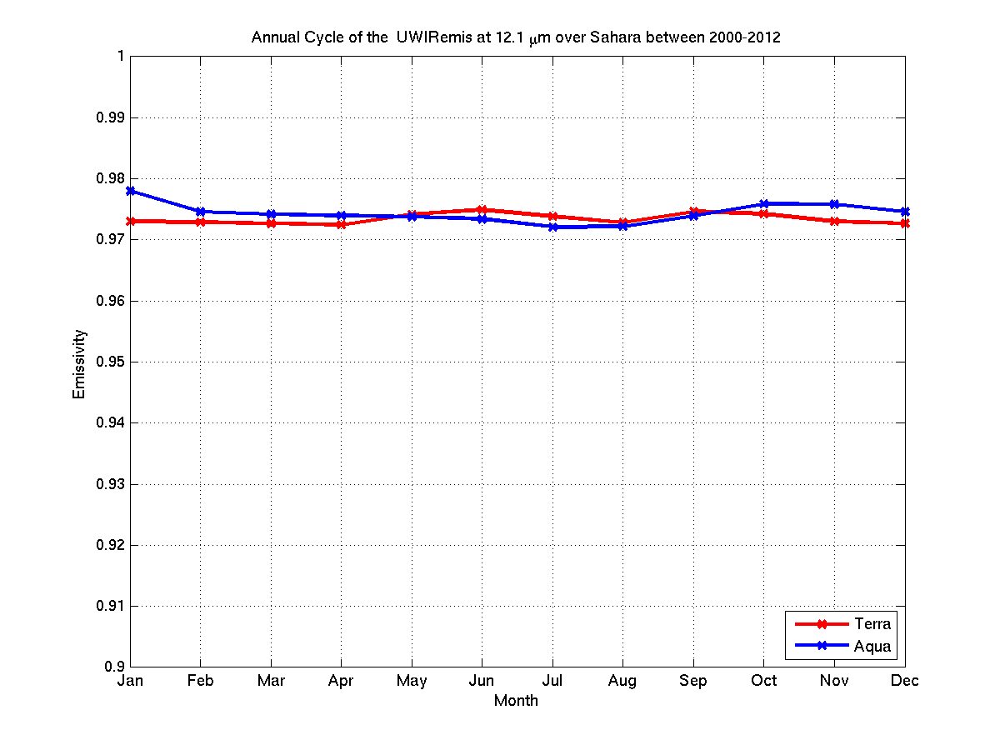 Annual Cycle of the  UWIRemis at 12.1 μm over Sahara between 2000-2012
1
0.99
0.98
0.97
0.96
0.95
0.94
0.93
0.92
0.91
0.9
Emissivity
Terra
Aqua
Jan Feb Mar Apr May Jun Jul Aug Sep Oct Nov Dec
Month